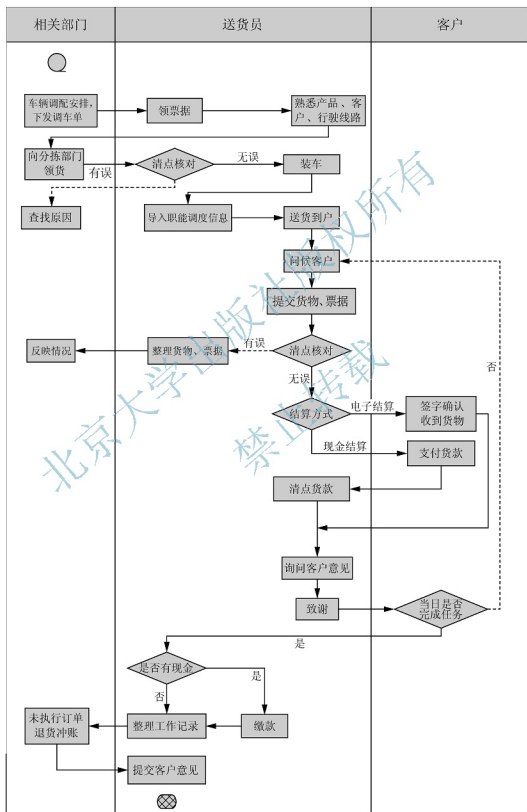 相关部门
送货员
客户
车辆调配安排，
下发调车单
领票据
熟悉产品、客
户、行驶线路
向分拣部门
领货
有误
清点核对
无误
装车
查找原因
导入职能调度信息
送货到户
问候客户
提交货物、票据
反映情况
整理货物、票据
有误
清点核对
否
无误
结算方式
电子结算
签字确认
收到货物
现金结算
支付货款
清点货款
询问客户意见
致谢
当日是否
完成任务
是
是否有现金
是
否
未执行订单
退货冲账
整理工作记录
缴款
提交客户意见
北京大学出版社版权所有
禁止转载